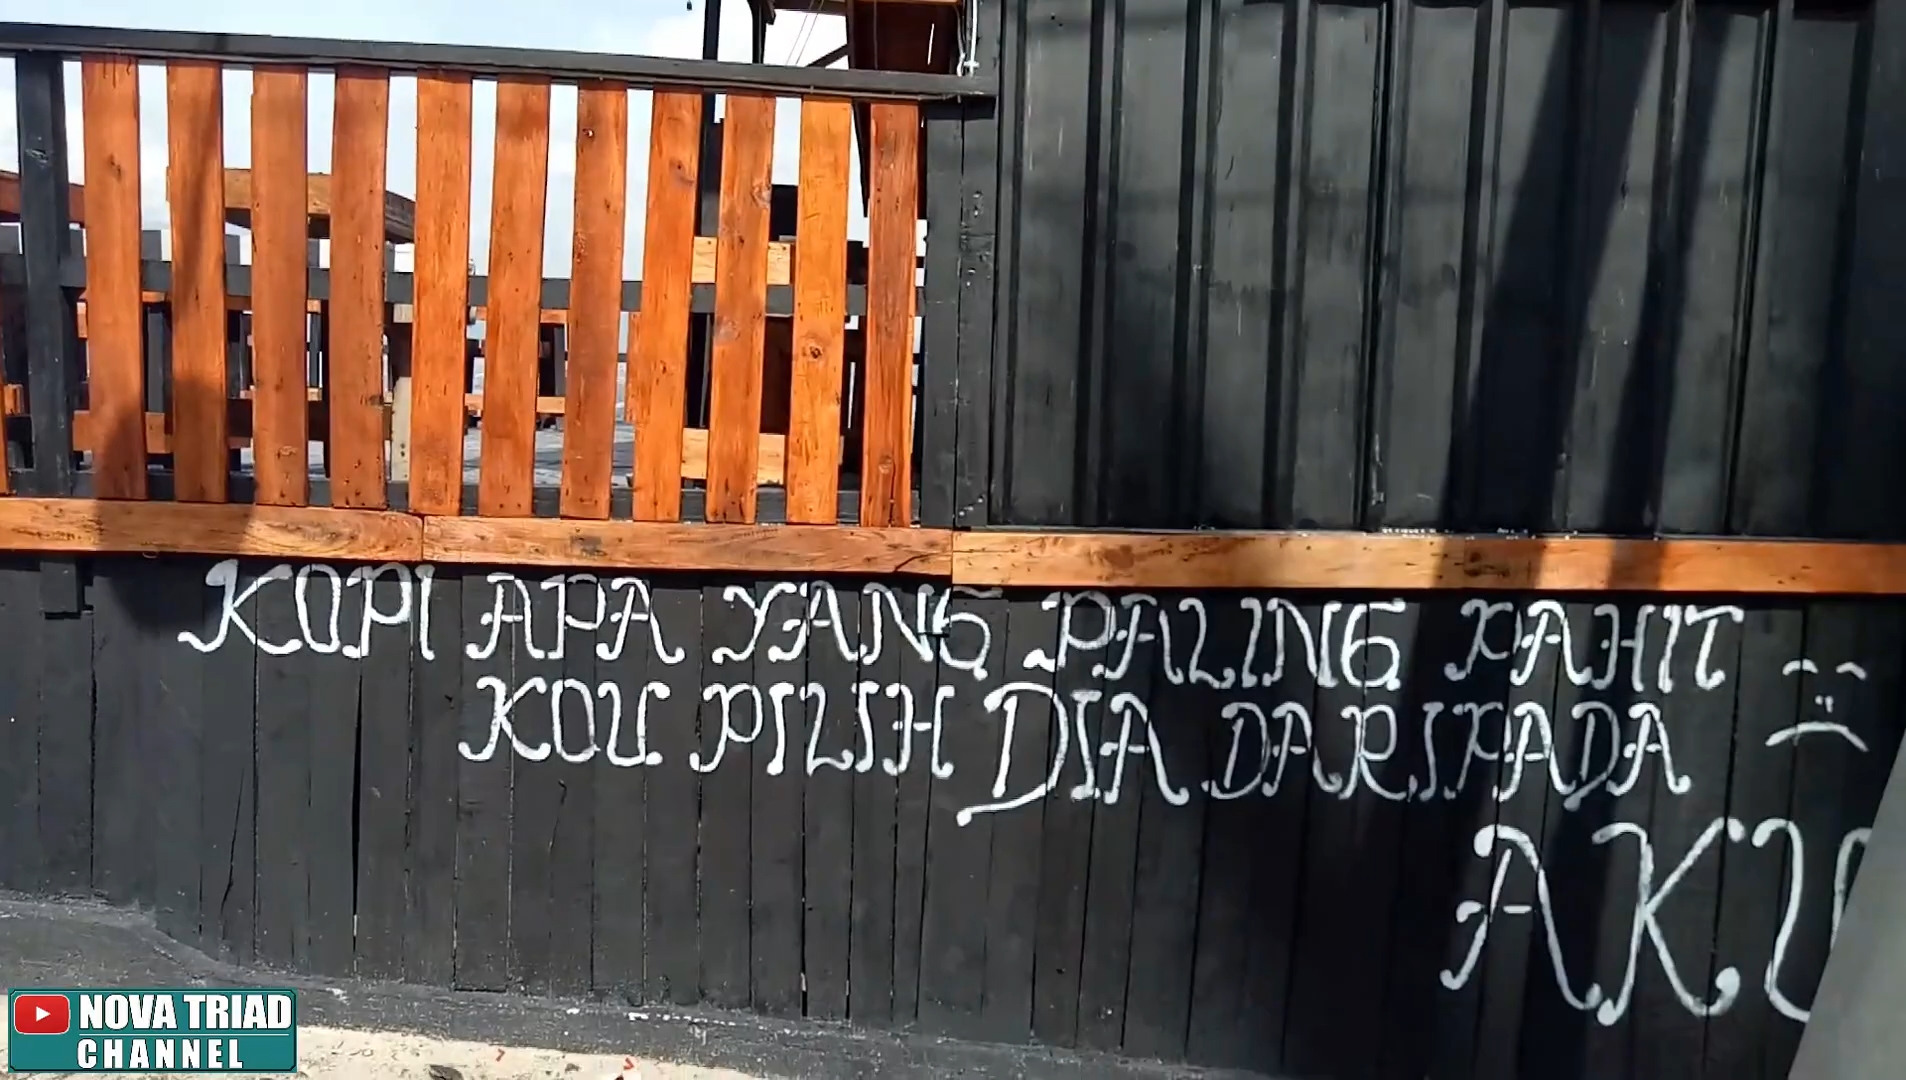 KOPI APA YANG PALING PAHIT
KOU PILIH DIA DARIPADA
AKU
NOVA TRIAD
CHANNEL